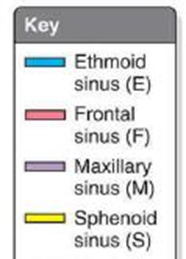 Key
Ethmoid
sinus (E)
Frontal
sinus (F)
Maxillary
sinus (M)
Sphenoid
sinus (S)